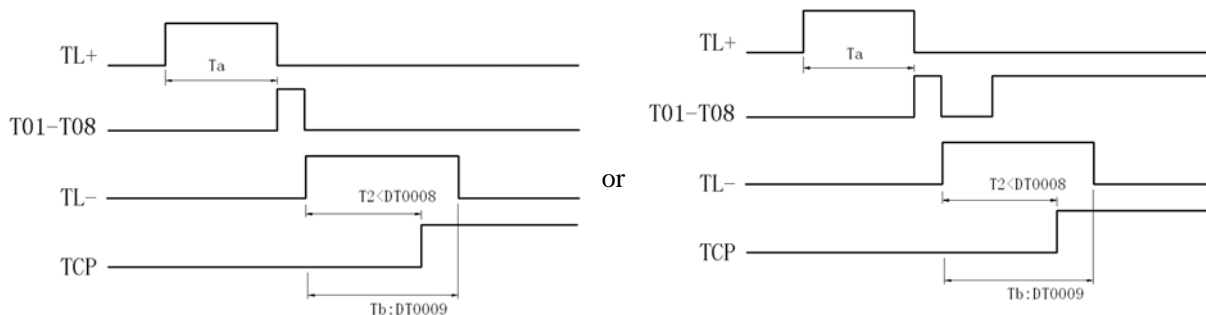 TL+
Ta
T01-T08
TL-
T2<DT0008
TCP
Tb:DT0009
or
TL+
Ta
T01-T08
TL-
T2<DT0008
TCP
Tb:DT0009